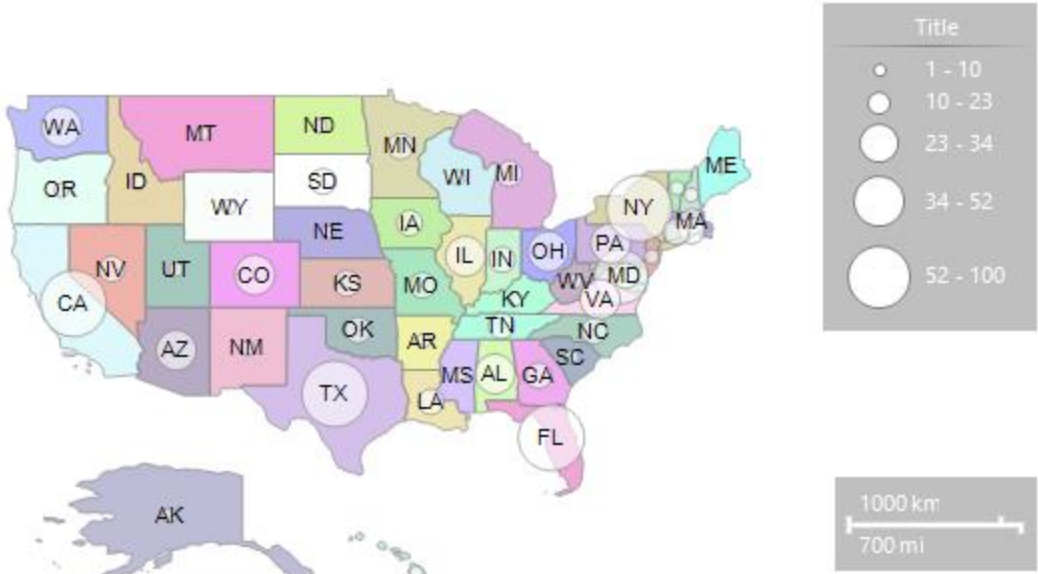 Title
1 - 10
10 - 23
23 - 34
34 - 52
52 - 100
WA
MT
ND
MN
ME
OR
ID
SD
WI
MI
WY
NY
MA
NE
IA
NV
UT
CO
IL
IN
OH
PA
CA
KS
MO
WV
MD
KY
VA
AZ
NM
OK
AR
TN
NC
SC
TX
LA
MS
AL
GA
FL
AK
1000 km
700 mi